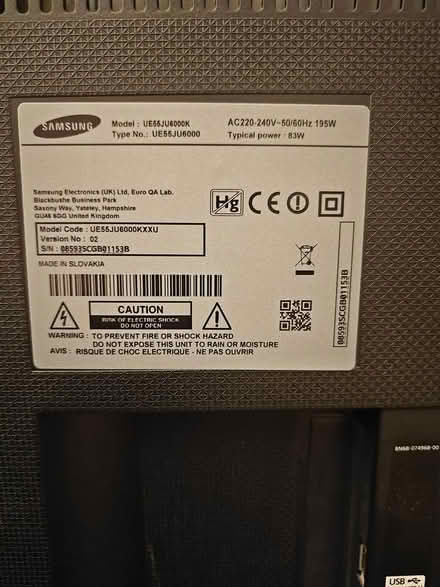 SAMSUNG
Model : UE55JU6000K
Type No.: UE55JU6000
AC220-240V~50/60Hz 195W
Typical power : 83W
Samsung Electronics (UK) Ltd, Euro QA Lab.
Blackbushe Business Park
Saxony Way, Yateley, Hampshire
GU46 6GG United Kingdom
Hg
CE
Model Code : UE55JU6000KXXU
Version No : 02
S/N : 08593SCGB01153B
MADE IN SLOVAKIA
08593SCGB01153B
CAUTION
RISK OF ELECTRIC SHOCK
DO NOT OPEN
WARNING : TO PREVENT FIRE OR SHOCK HAZARD
DO NOT EXPOSE THIS UNIT TO RAIN OR MOISTURE
AVIS : RISQUE DE CHOC ELECTRIQUE - NE PAS OUVRIR
BN68-07496B-00
USB